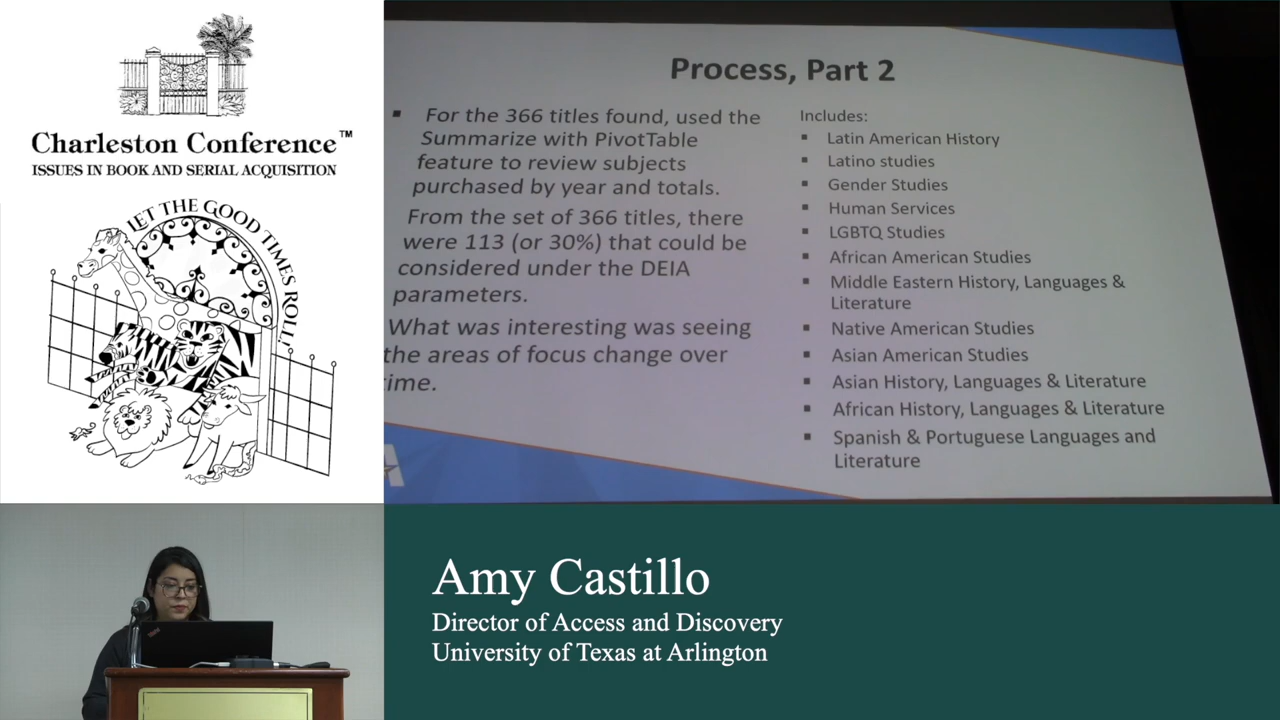 Charleston Conference™
ISSUES IN BOOK AND SERIAL ACQUISITION
LET THE GOOD TIMES ROLL!
Process, Part 2
▪ For the 366 titles found, used the
Summarize with PivotTable
feature to review subjects
purchased by year and totals.
From the set of 366 titles, there
were 113 (or 30%) that could be
considered under the DEIA
parameters.
What was interesting was seeing
the areas of focus change over
ime.
Includes:
▪ Latin American History
▪ Latino studies
▪ Gender Studies
▪ Human Services
▪ LGBTQ Studies
▪ African American Studies
▪ Middle Eastern History, Languages &
Literature
▪ Native American Studies
▪ Asian American Studies
▪ Asian History, Languages & Literature
▪ African History, Languages & Literature
▪ Spanish & Portuguese Languages and
Literature
A
Amy Castillo
Director of Access and Discovery
University of Texas at Arlington